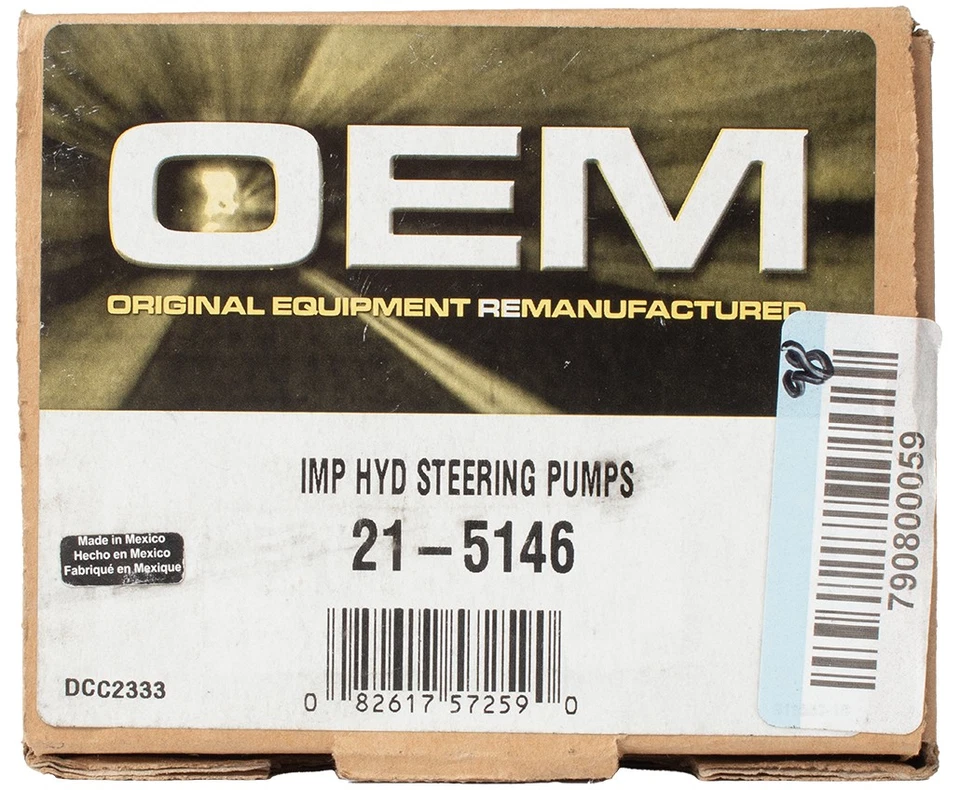 OEM
ORIGINAL EQUIPMENT REMANUFACTURED
IMP HYD STEERING PUMPS
21-5146
Made in Mexico
Hecho en Mexico
Fabriqué en Mexique
DCC2333
0 82617 57259 0
790800059